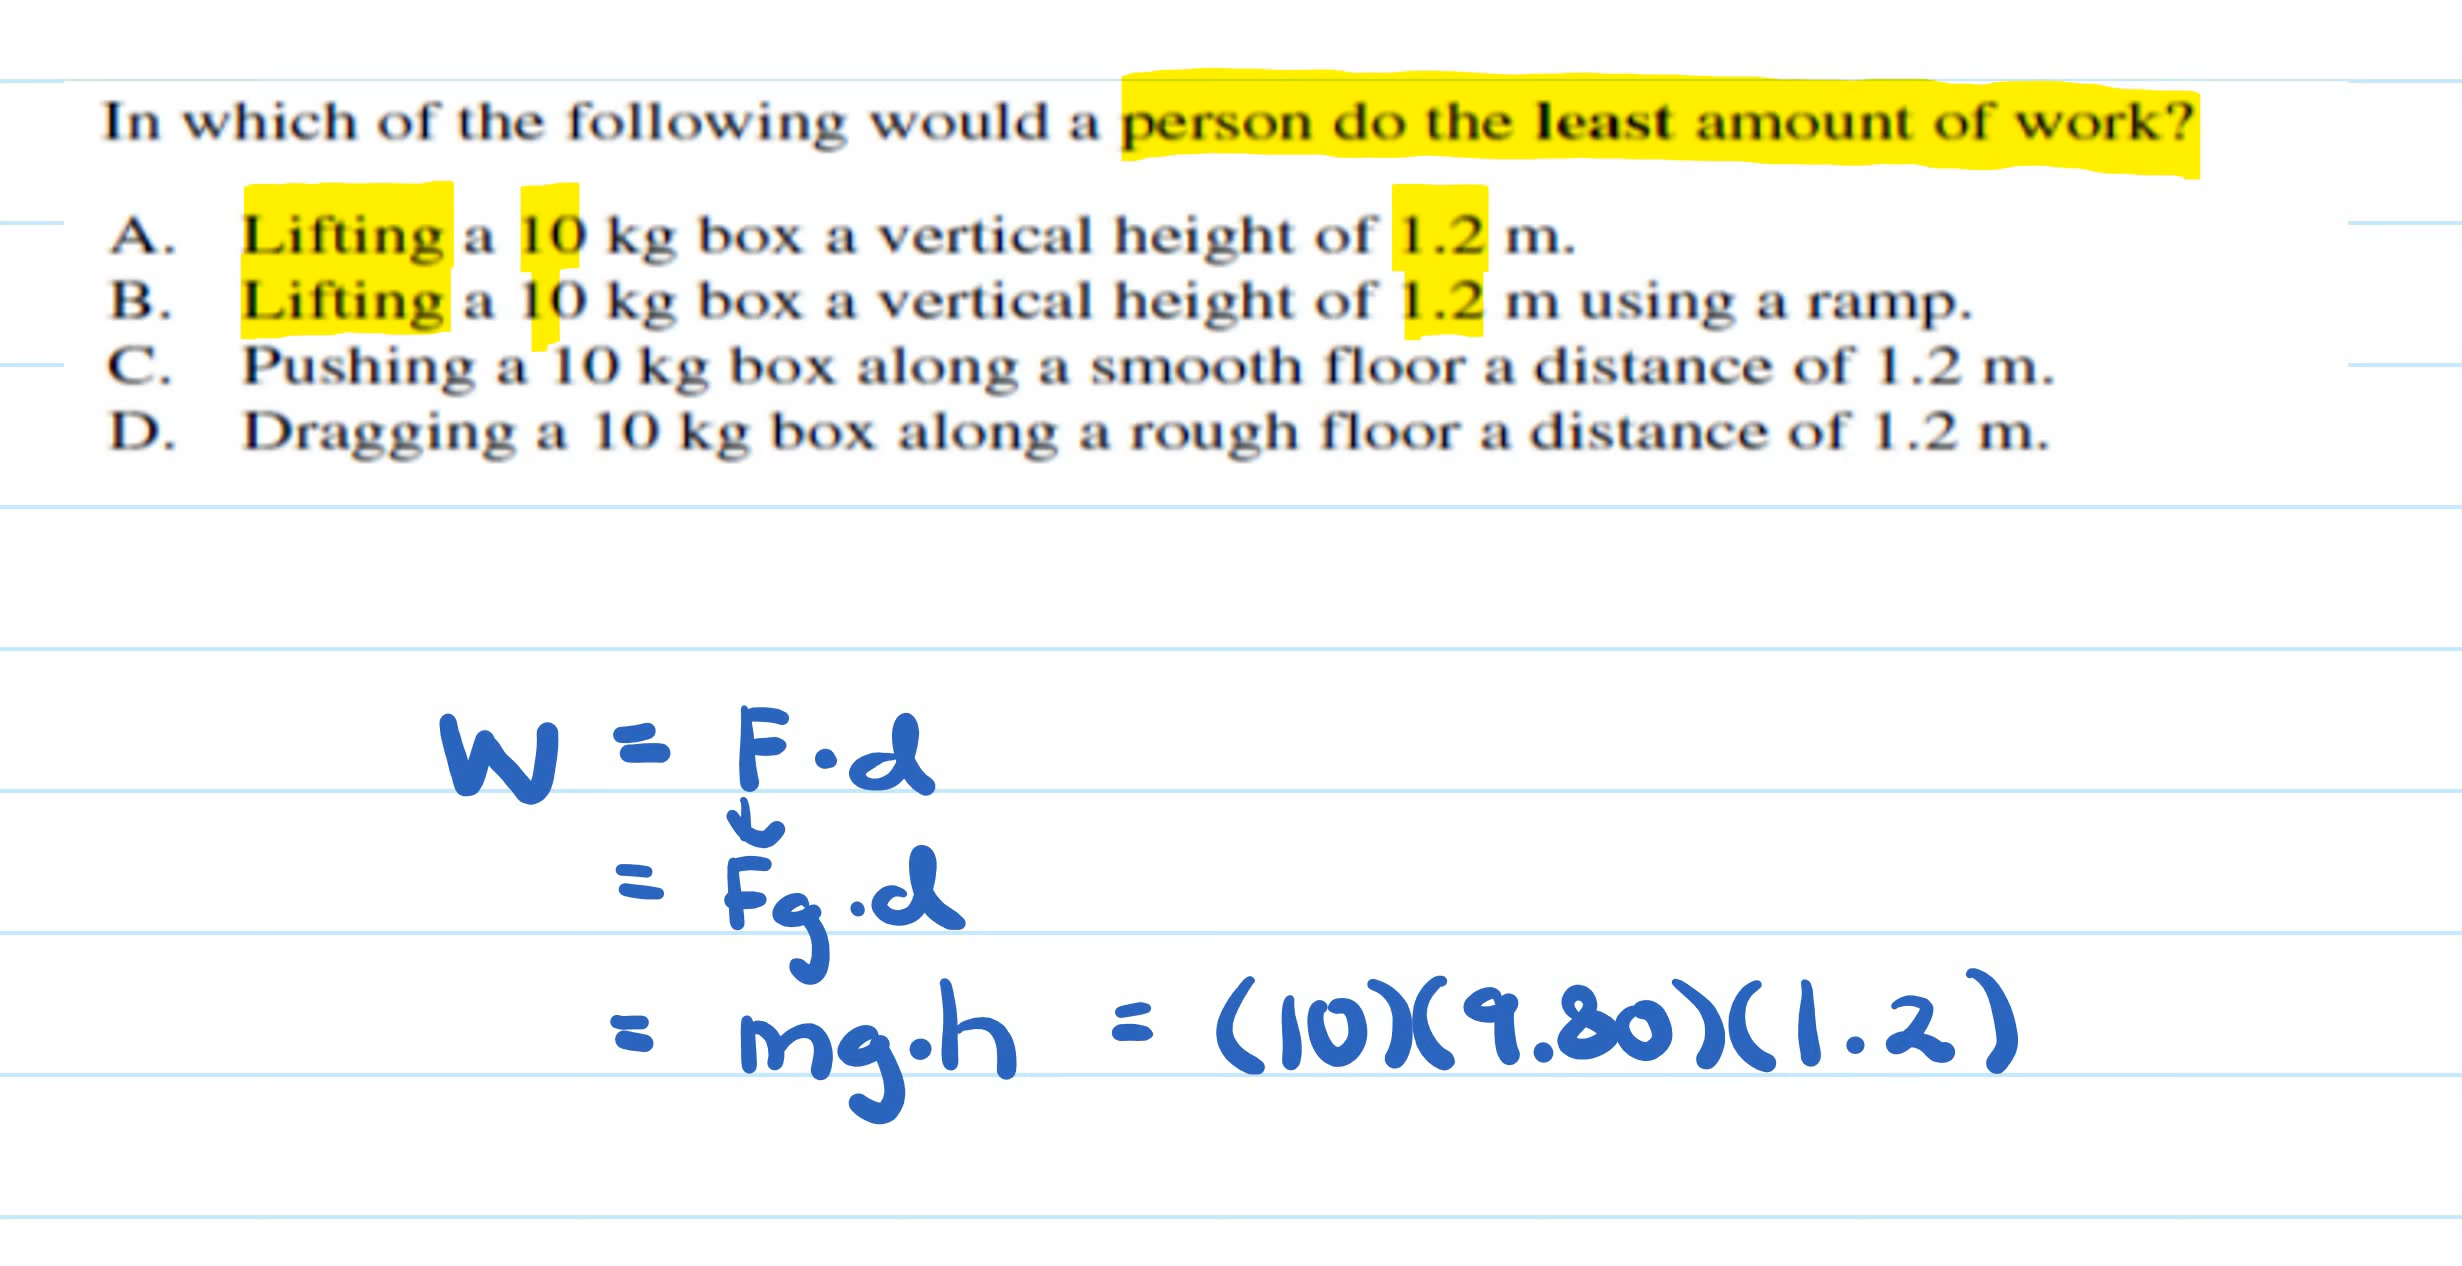 In which of the following would a person do the least amount of work?
A. Lifting a 10 kg box a vertical height of 1.2 m.
B. Lifting a 10 kg box a vertical height of 1.2 m using a ramp.
C. Pushing a 10 kg box along a smooth floor a distance of 1.2 m.
D. Dragging a 10 kg box along a rough floor a distance of 1.2 m.
W = F·d
= Fg·d
= mg·h = (10)(9.80)(1.2)